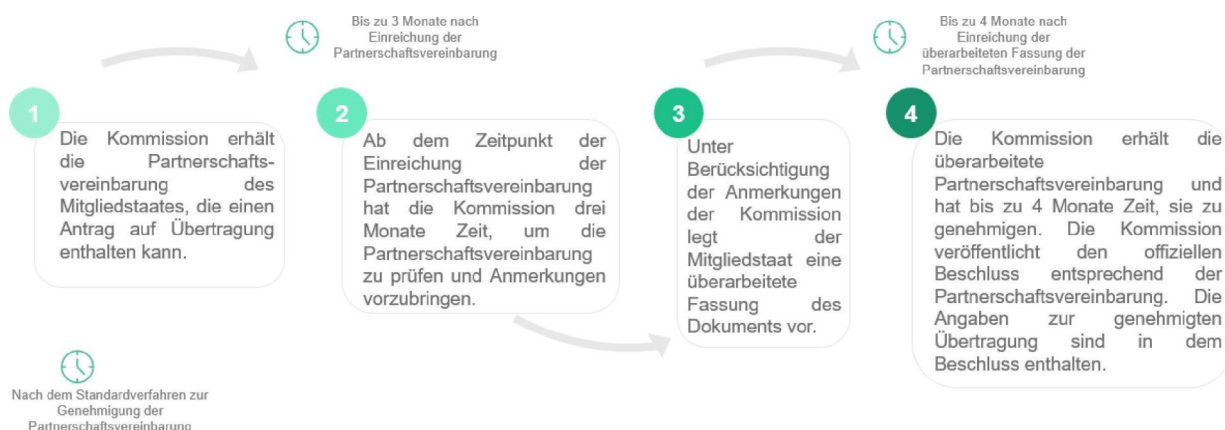 Bis zu 3 Monate nach
Einreichung der
Partnerschaftsvereinbarung
Bis zu 4 Monate nach
Einreichung der
überarbeiteten Fassung der
Partnerschaftsvereinbarung
1
Die Kommission erhält
die Partnerschafts-
vereinbarung des
Mitgliedstaates, die einen
Antrag auf Übertragung
enthalten kann.
2
Ab dem Zeitpunkt der
Einreichung der
Partnerschaftsvereinbarung
hat die Kommission drei
Monate Zeit, um die
Partnerschaftsvereinbarung
zu prüfen und Anmerkungen
vorzubringen.
3
Unter
Berücksichtigung
der Anmerkungen
der Kommission
legt der
Mitgliedstaat eine
überarbeitete
Fassung des
Dokuments vor.
4
Die Kommission erhält die
überarbeitete
Partnerschaftsvereinbarung und
hat bis zu 4 Monate Zeit, sie zu
genehmigen. Die Kommission
veröffentlicht den offiziellen
Beschluss entsprechend der
Partnerschaftsvereinbarung. Die
Angaben zur genehmigten
Übertragung sind in dem
Beschluss enthalten.
Nach dem Standardverfahren zur
Genehmigung der
Partnerschaftsvereinbarung